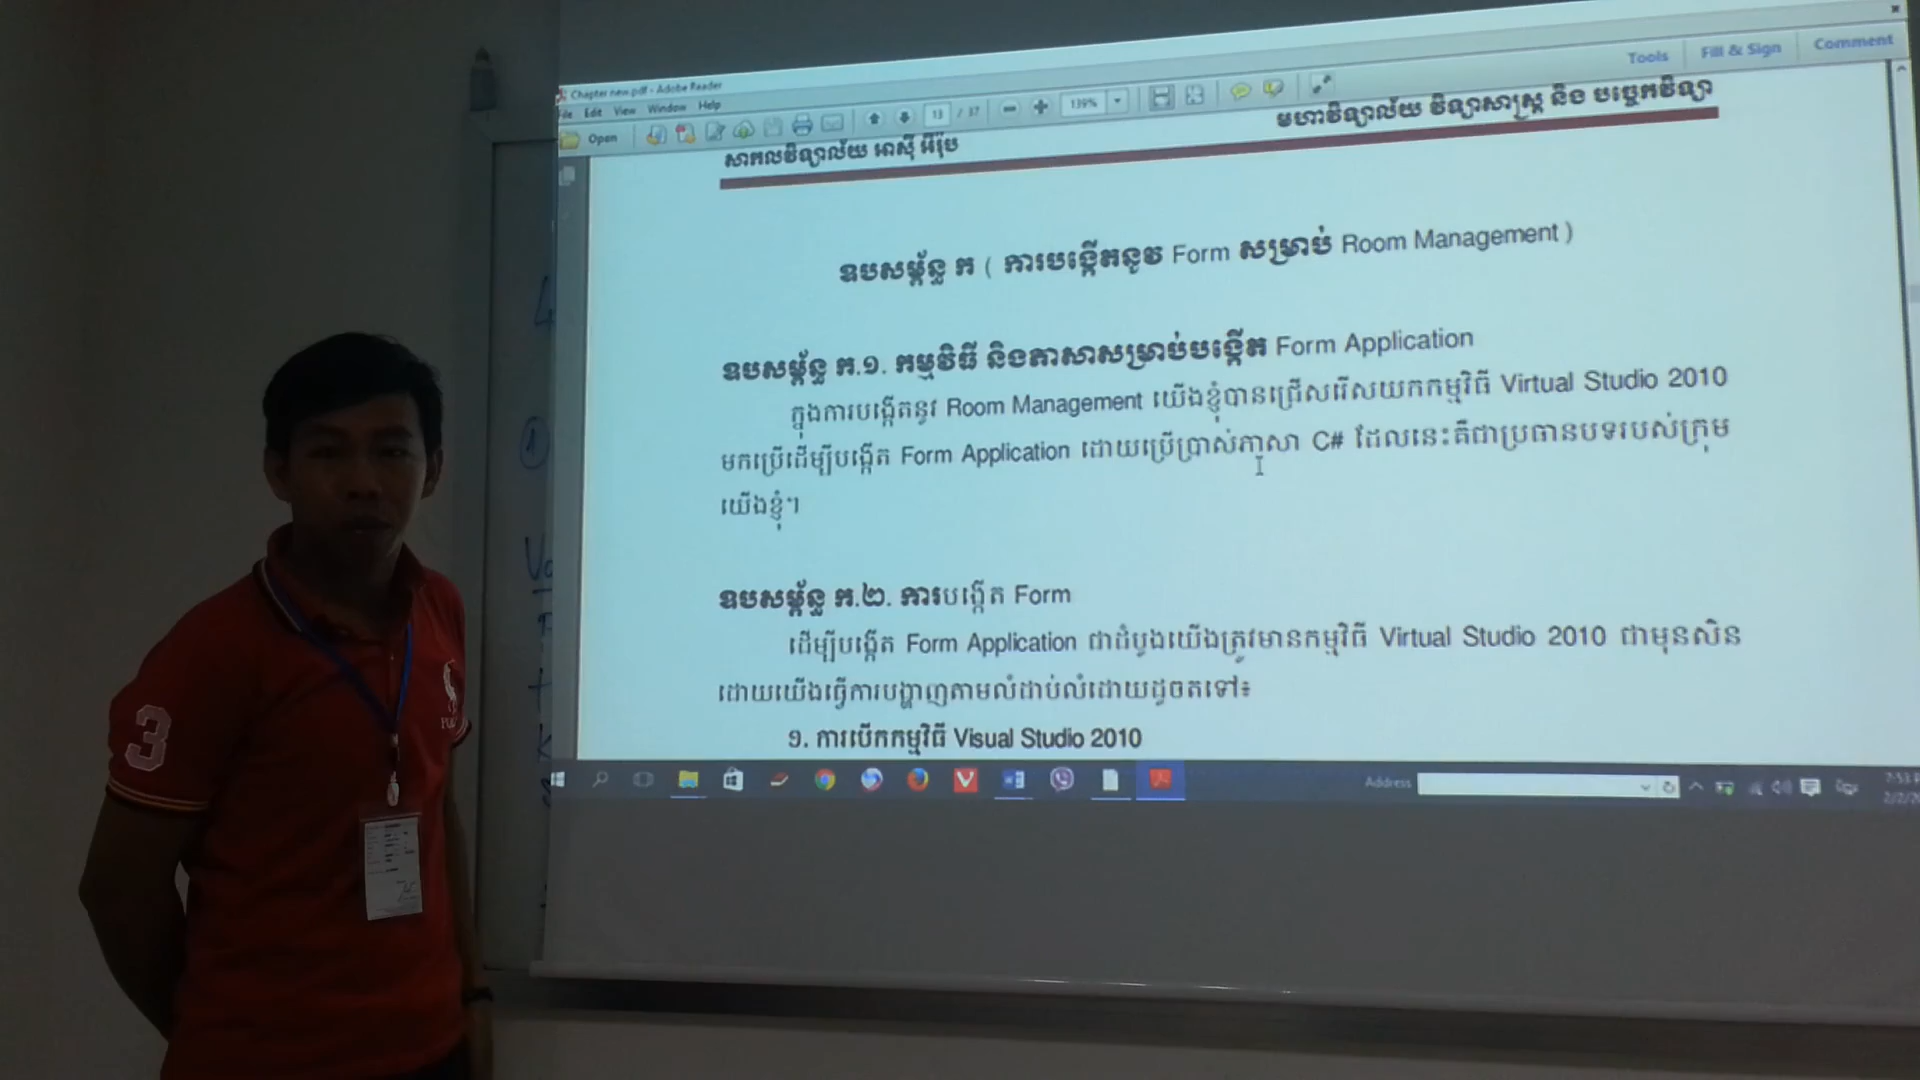 Chapter new.pdf - Adobe Reader
File Edit View Window Help
Tools Fill & Sign Comment
Open 13 / 37 139%
សាកលវិទ្យាល័យ អាស៊ី អឺរ៉ុប
មហាវិទ្យាល័យ វិទ្យាសាស្ត្រ និង បច្ចេកវិទ្យា
ឧបសម្ព័ន្ធ ក ( ការបង្កើតនូវ Form សម្រាប់ Room Management )
ឧបសម្ព័ន្ធ ក.១. កម្មវិធី និងភាសាសម្រាប់បង្កើត Form Application
ក្នុងការបង្កើតនូវ Room Management យើងខ្ញុំបានជ្រើសរើសយកកម្មវិធី Virtual Studio 2010
មកប្រើដើម្បីបង្កើត Form Application ដោយប្រើប្រាស់ភាសា C# ដែលនេះគឺជាប្រធានបទរបស់ក្រុម
យើងខ្ញុំ។
ឧបសម្ព័ន្ធ ក.២. ការបង្កើត Form
ដើម្បីបង្កើត Form Application ជាដំបូងយើងត្រូវមានកម្មវិធី Virtual Studio 2010 ជាមុនសិន
ដោយយើងធ្វើការបង្ហាញតាមលំដាប់លំដោយដូចតទៅ៖
១. ការបើកកម្មវិធី Visual Studio 2010
Address
3